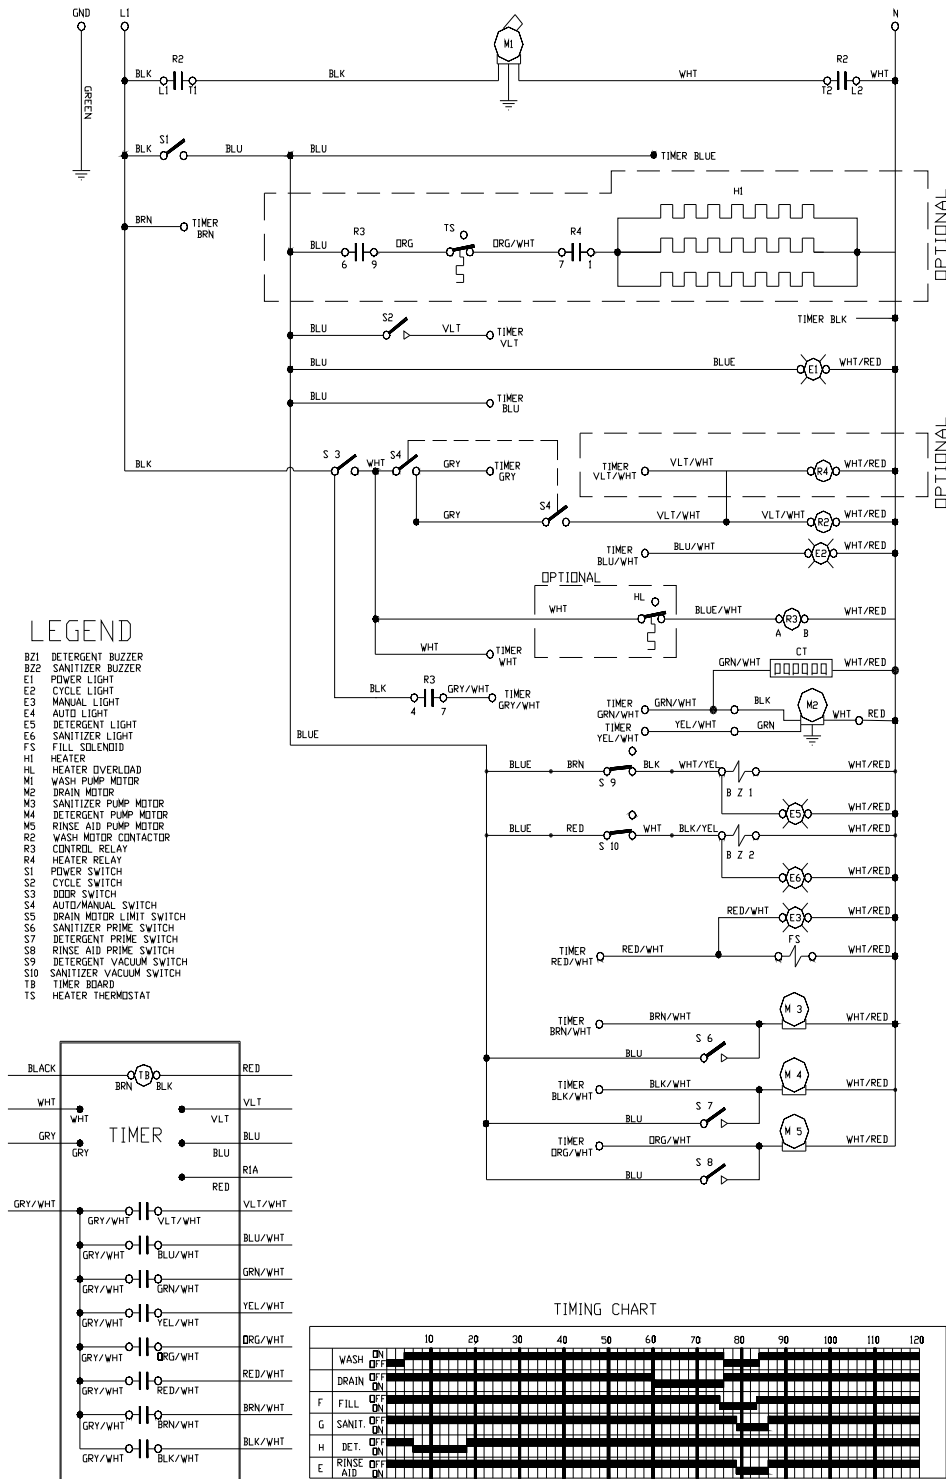 GND L1 N
M1
R2 R2
BLK BLK WHT WHT
L1 T1 T2 L2
GREEN
S1
BLK BLU BLU TIMER BLUE
H1
OPTIONAL
BRN TIMER
BRN
R3 TS R4
BLU ORG ORG/WHT
6 9 7 1
TIMER BLK
S2
BLU VLT TIMER
VLT
BLU BLUE E1 WHT/RED
BLU TIMER
BLU
OPTIONAL
BLK S 3 WHT S4 GRY TIMER
GRY
TIMER
VLT/WHT VLT/WHT R4 WHT/RED
GRY S4 VLT/WHT VLT/WHT R2 WHT/RED
TIMER
BLU/WHT BLU/WHT E2 WHT/RED
OPTIONAL
HL
WHT BLUE/WHT R3 WHT/RED
A B
WHT TIMER
WHT
CT
GRN/WHT WHT/RED
R3
BLK GRY/WHT TIMER
GRY/WHT
4 7
TIMER
GRN/WHT GRN/WHT BLK M2 WHT RED
TIMER
YEL/WHT YEL/WHT GRN
BLUE
BLUE BRN S 9 BLK WHT/YEL B Z 1 WHT/RED
E5 WHT/RED
BLUE RED S 10 WHT BLK/YEL B Z 2 WHT/RED
E6 WHT/RED
RED/WHT E3 WHT/RED
TIMER
RED/WHT RED/WHT FS WHT/RED
TIMER
BRN/WHT BRN/WHT M 3 WHT/RED
BLU S 6
TIMER
BLK/WHT BLK/WHT M 4 WHT/RED
BLU S 7
TIMER
ORG/WHT ORG/WHT M 5 WHT/RED
BLU S 8
LEGEND
BZ1 DETERGENT BUZZER
BZ2 SANITIZER BUZZER
E1 POWER LIGHT
E2 CYCLE LIGHT
E3 MANUAL LIGHT
E4 AUTO LIGHT
E5 DETERGENT LIGHT
E6 SANITIZER LIGHT
FS FILL SOLENOID
H1 HEATER
HL HEATER OVERLOAD
M1 WASH PUMP MOTOR
M2 DRAIN MOTOR
M3 SANITIZER PUMP MOTOR
M4 DETERGENT PUMP MOTOR
M5 RINSE AID PUMP MOTOR
R2 WASH MOTOR CONTACTOR
R3 CONTROL RELAY
R4 HEATER RELAY
S1 POWER SWITCH
S2 CYCLE SWITCH
S3 DOOR SWITCH
S4 AUTO/MANUAL SWITCH
S5 DRAIN MOTOR LIMIT SWITCH
S6 SANITIZER PRIME SWITCH
S7 DETERGENT PRIME SWITCH
S8 RINSE AID PRIME SWITCH
S9 DETERGENT VACUUM SWITCH
S10 SANITIZER VACUUM SWITCH
TB TIMER BOARD
TS HEATER THERMOSTAT
BLACK BRN TB BLK RED
WHT WHT VLT VLT
TIMER
GRY GRY BLU BLU
RED R1A
GRY/WHT GRY/WHT VLT/WHT VLT/WHT
GRY/WHT BLU/WHT BLU/WHT
GRY/WHT GRN/WHT GRN/WHT
GRY/WHT YEL/WHT YEL/WHT
GRY/WHT ORG/WHT ORG/WHT
GRY/WHT RED/WHT RED/WHT
GRY/WHT BRN/WHT BRN/WHT
GRY/WHT BLK/WHT BLK/WHT
TIMING CHART
10 20 30 40 50 60 70 80 90 100 110 120
WASH ON
OFF
DRAIN OFF
ON
F FILL OFF
ON
G SANIT. OFF
ON
H DET. OFF
ON
E RINSE AID OFF
ON